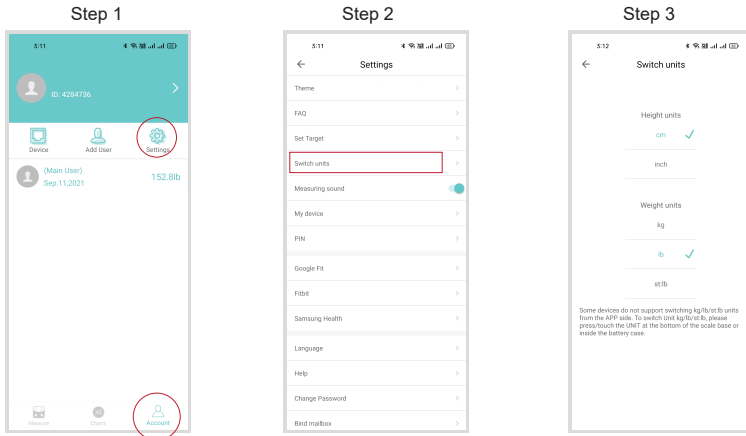 Step 1
3:11
ID: 4284736
Device
Add User
Settings
(Main User)
Sep.11,2021
152.8lb
Measure
Charts
Account
Step 2
3:11
Settings
Theme
FAQ
Set Target
Switch units
Measuring sound
My device
PIN
Google Fit
Fitbit
Samsung Health
Language
Help
Change Password
Bind mailbox
Step 3
3:12
Switch units
Height units
cm
inch
Weight units
kg
lb
st:lb
Some devices do not support switching kg/lb/st:lb units
from the APP side. To switch Unit kg/lb/st:lb, please
press/touch the UNIT at the bottom of the scale base or
inside the battery case.